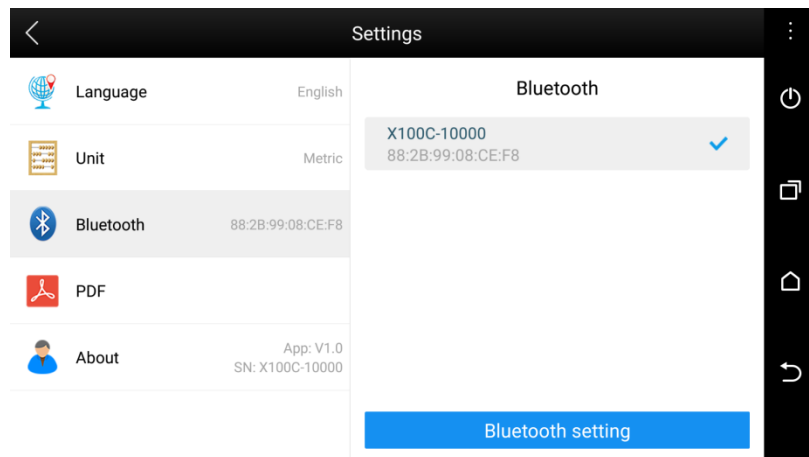 Settings
Language
English
Unit
Metric
Bluetooth
88:2B:99:08:CE:F8
PDF
About
App: V1.0
SN: X100C-10000
Bluetooth
X100C-10000
88:2B:99:08:CE:F8
Bluetooth setting